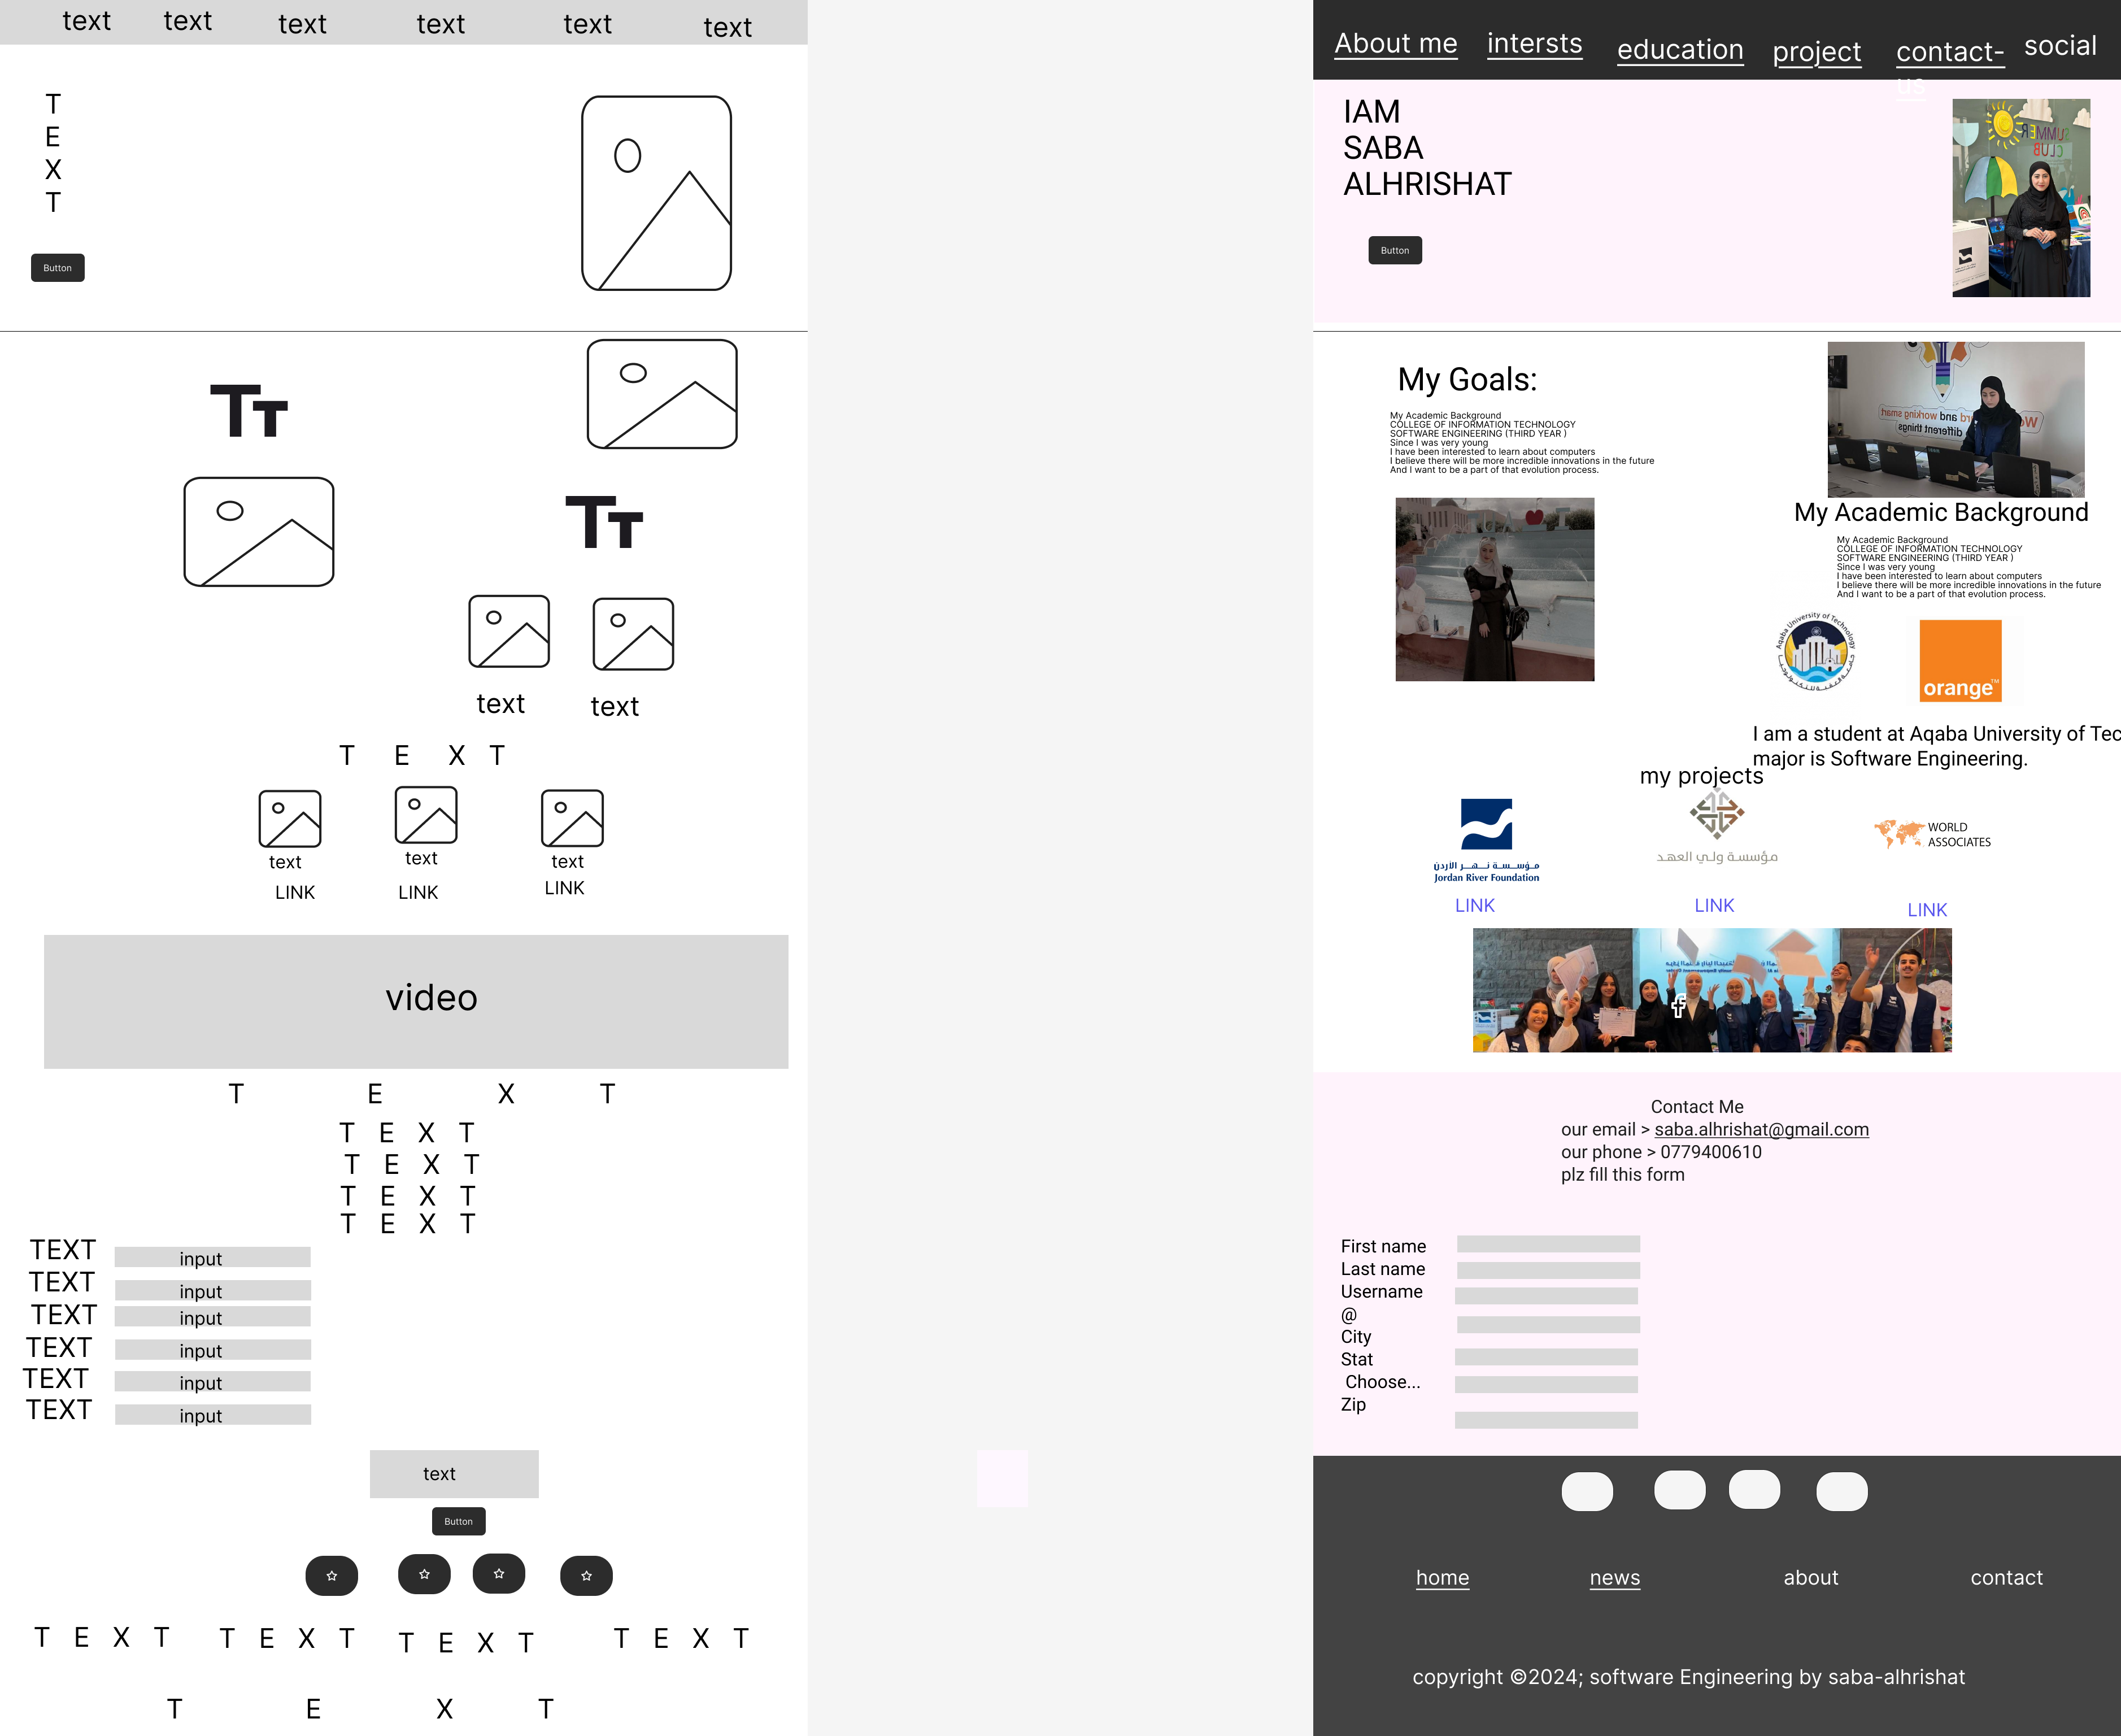 text text text text text text
T
E
X
T
Button
text text
T E X T
text text text
LINK LINK LINK
video
T E X T
T E X T
T E X T
T E X T
T E X T
TEXT input
TEXT input
TEXT input
TEXT input
TEXT input
TEXT input
text
Button
T E X T T E X T T E X T T E X T
T E X T
About me intersts education project contact-us social
IAM
SABA
ALHRISHAT
Button
SUMMER
CLUB
My Goals:
My Academic Background
COLLEGE OF INFORMATION TECHNOLOGY
SOFTWARE ENGINEERING (THIRD YEAR )
Since I was very young
I have been interested to learn about computers
I believe there will be more incredible innovations in the future
And I want to be a part of that evolution process.
different things
My Academic Background
My Academic Background
COLLEGE OF INFORMATION TECHNOLOGY
SOFTWARE ENGINEERING (THIRD YEAR )
Since I was very young
I have been interested to learn about computers
I believe there will be more incredible innovations in the future
And I want to be a part of that evolution process.
Aqaba University of Technology
orange™
I am a student at Aqaba University of Tec
major is Software Engineering.
my projects
مؤسسة نهر الأردن
Jordan River Foundation
مؤسسة ولي العهد
WORLD
ASSOCIATES
LINK LINK LINK
Contact Me
our email > saba.alhrishat@gmail.com
our phone > 0779400610
plz fill this form
First name
Last name
Username
@
City
Stat
Choose...
Zip
home news about contact
copyright ©2024; software Engineering by saba-alhrishat